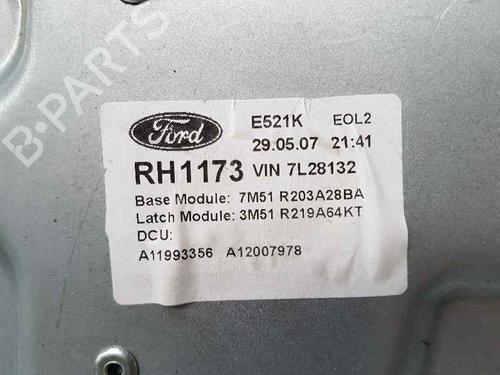 B-PARTS
Ford
E521K EOL2
29.05.07 21:41
RH1173 VIN 7L28132
Base Module: 7M51 R203A28BA
Latch Module: 3M51 R219A64KT
DCU:
A11993356 A12007978